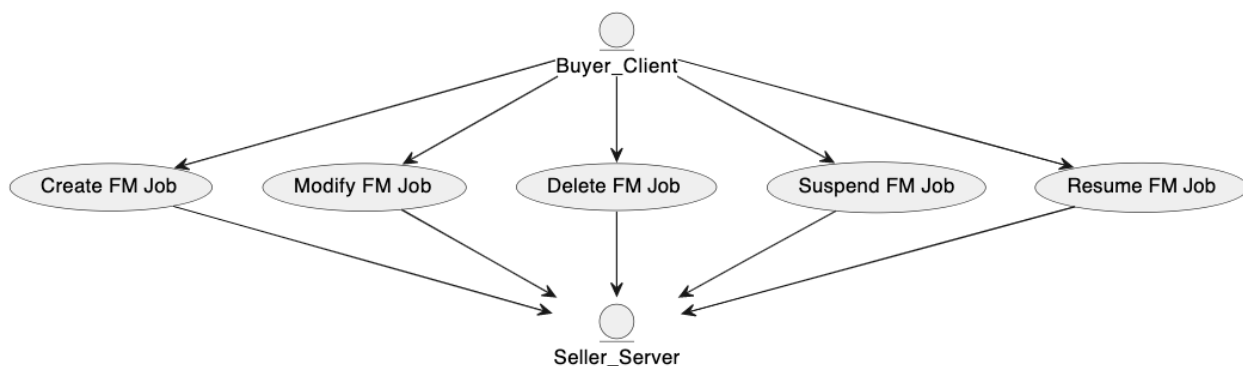 Buyer_Client
Create FM Job
Modify FM Job
Delete FM Job
Suspend FM Job
Resume FM Job
Seller_Server